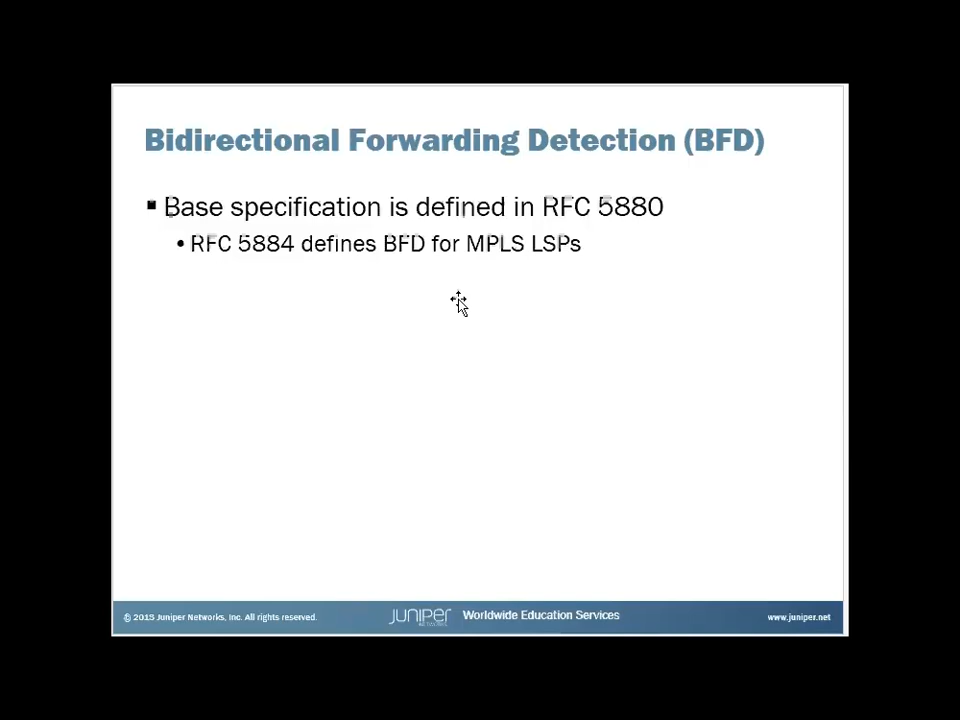 Bidirectional Forwarding Detection (BFD)
▪ Base specification is defined in RFC 5880
• RFC 5884 defines BFD for MPLS LSPs
© 2015 Juniper Networks, Inc. All rights reserved.
JUNIPER
NETWORKS
Worldwide Education Services
www.juniper.net